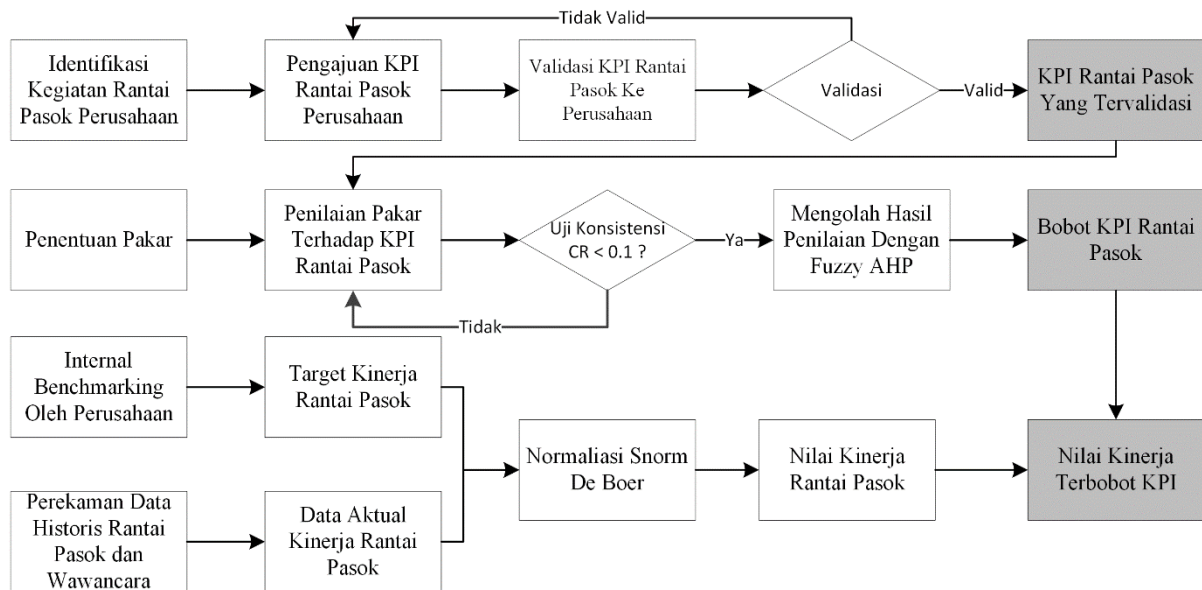 Tidak Valid
Identifikasi
Kegiatan Rantai
Pasok Perusahaan
Pengajuan KPI
Rantai Pasok
Perusahaan
Validasi KPI Rantai
Pasok Ke
Perusahaan
Validasi
Valid
KPI Rantai Pasok
Yang Tervalidasi
Penentuan Pakar
Penilaian Pakar
Terhadap KPI
Rantai Pasok
Uji Konsistensi
CR < 0.1 ?
Ya
Mengolah Hasil
Penilaian Dengan
Fuzzy AHP
Bobot KPI Rantai
Pasok
Tidak
Internal
Benchmarking
Oleh Perusahaan
Target Kinerja
Rantai Pasok
Normaliasi Snorm
De Boer
Nilai Kinerja
Rantai Pasok
Nilai Kinerja
Terbobot KPI
Perekaman Data
Historis Rantai
Pasok dan
Wawancara
Data Aktual
Kinerja Rantai
Pasok